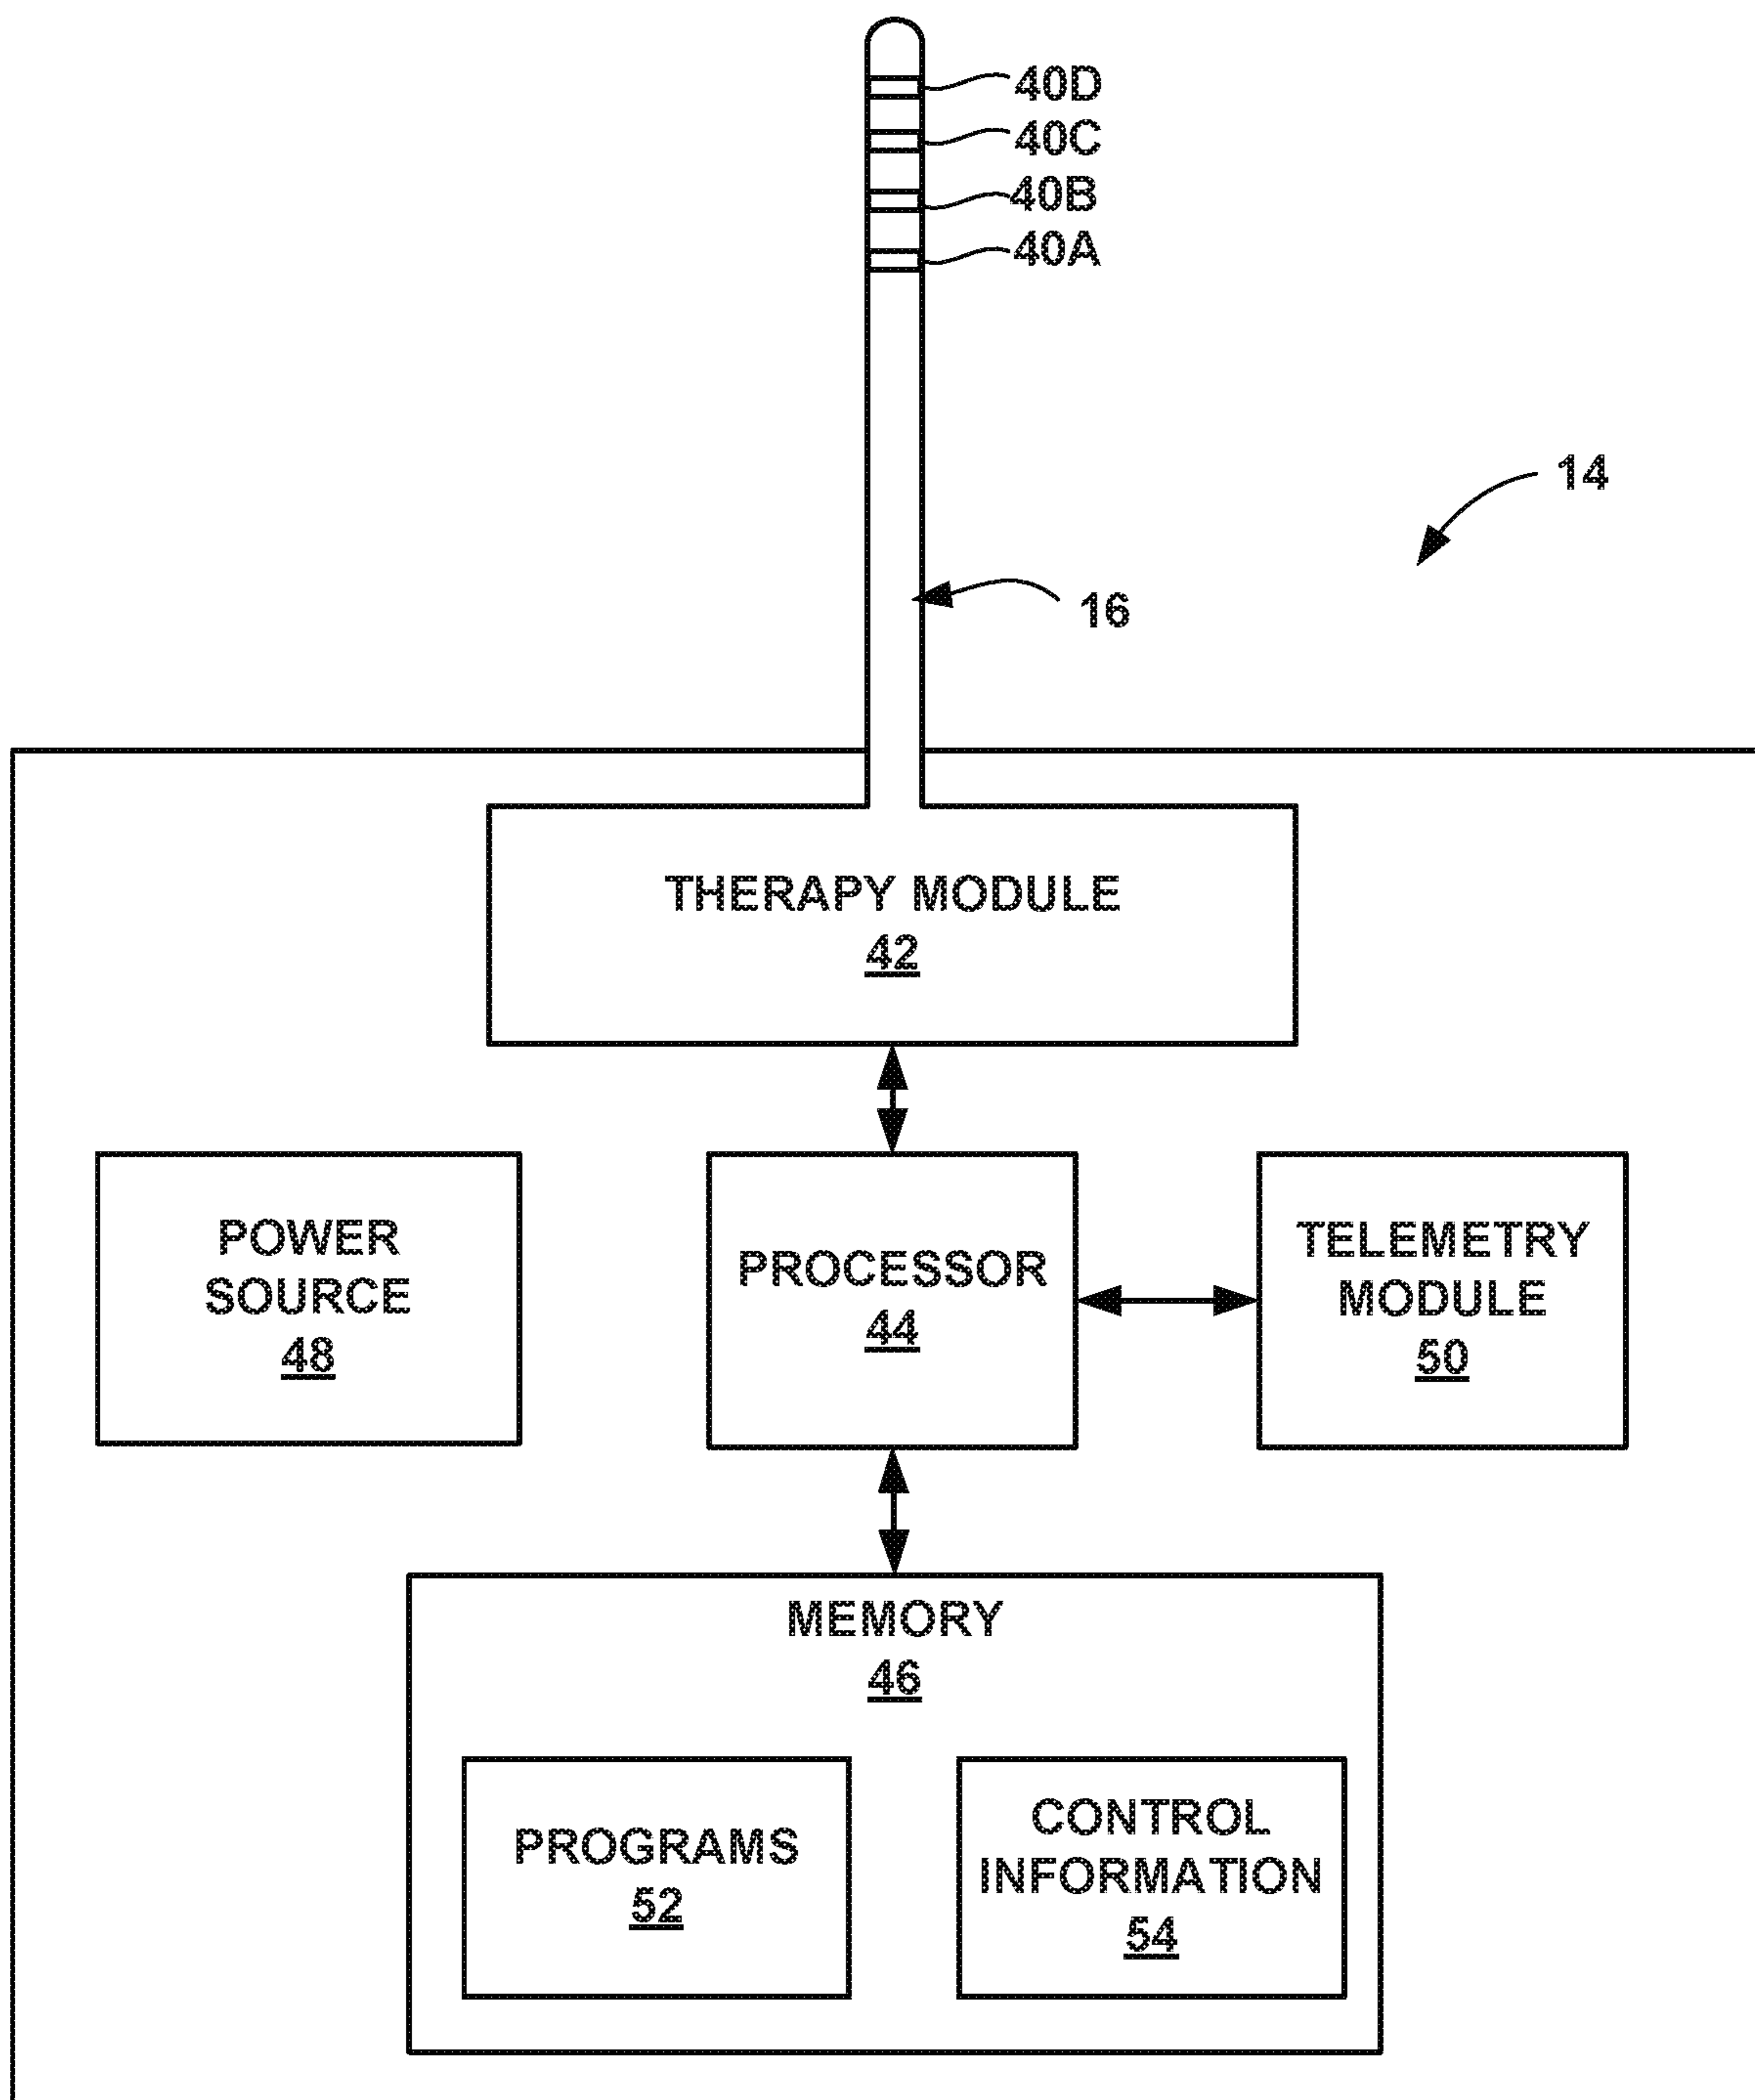 40D
40C
40B
40A
14
16
THERAPY MODULE
42
POWER
SOURCE
48
PROCESSOR
44
TELEMETRY
MODULE
50
MEMORY
46
PROGRAMS
52
CONTROL
INFORMATION
54